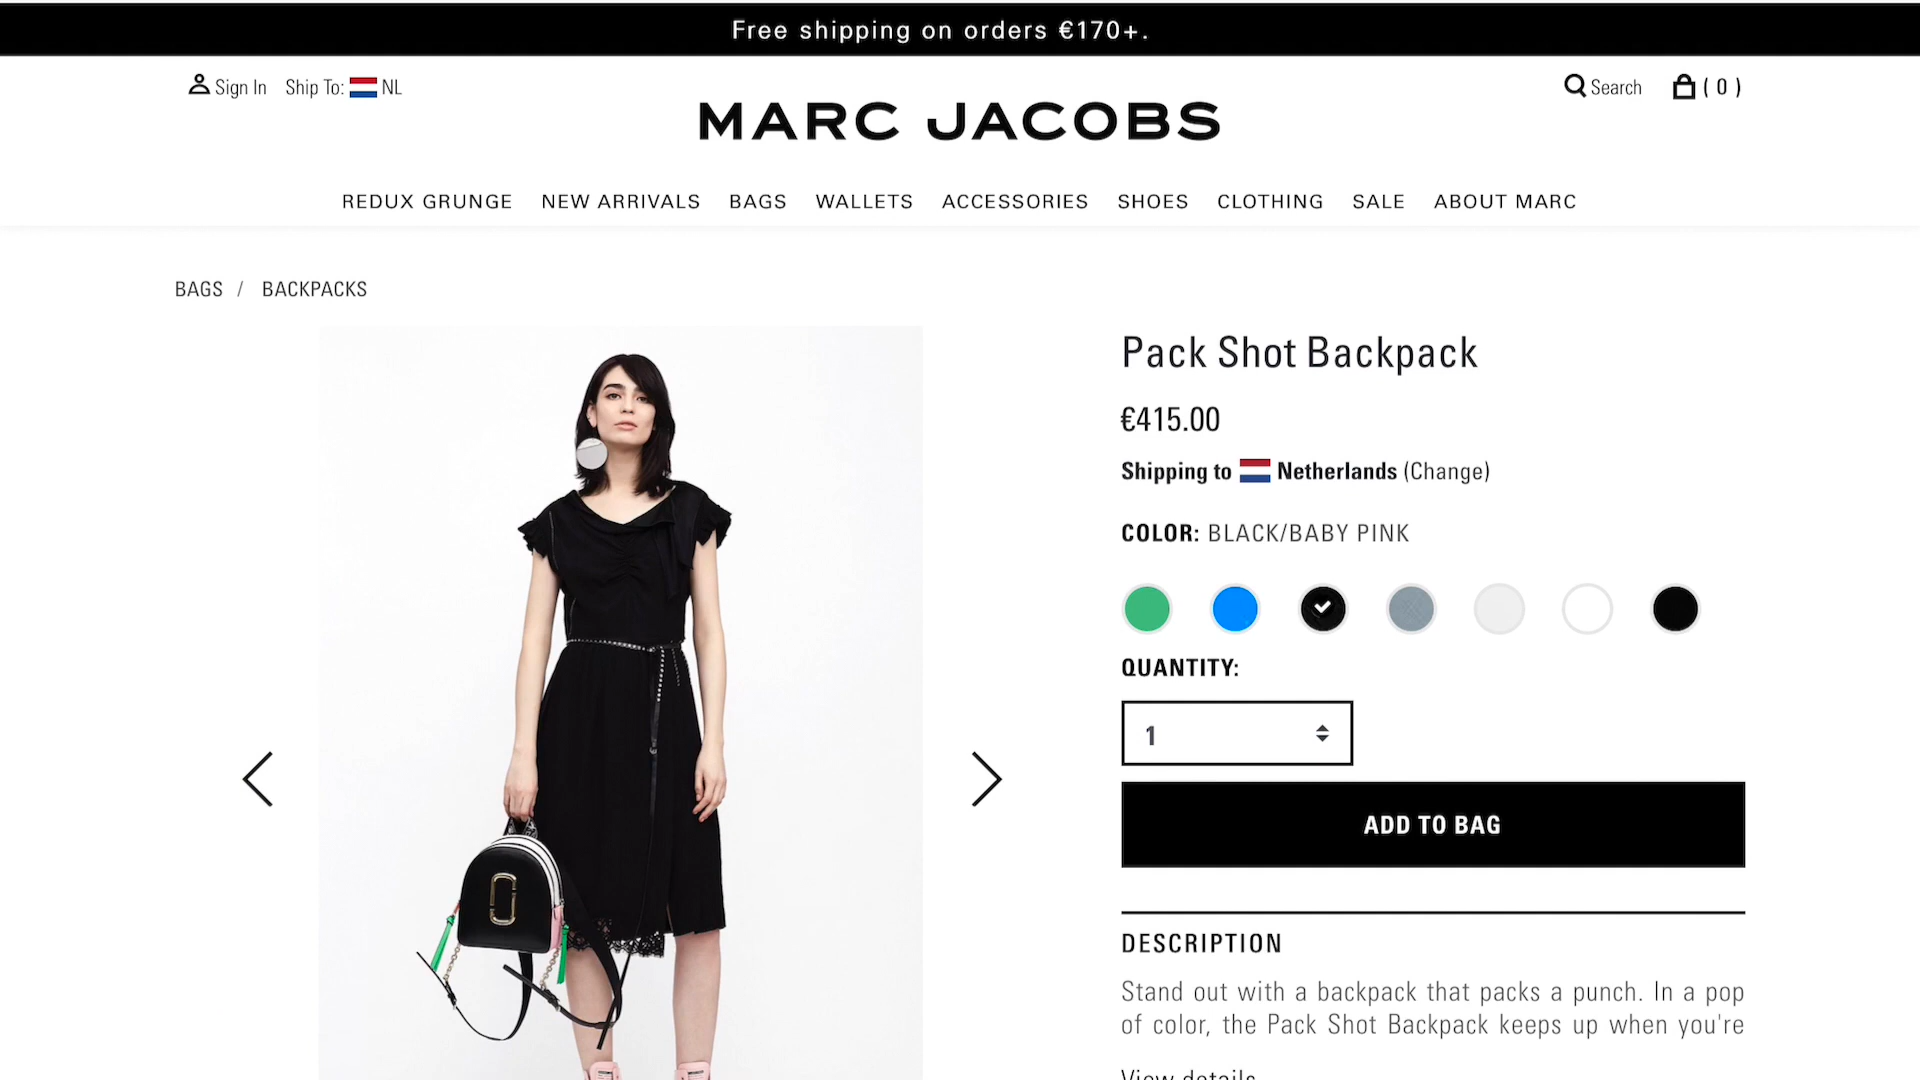 Free shipping on orders €170+.
Sign In Ship To: NL
Search ( 0 )
MARC JACOBS
REDUX GRUNGE NEW ARRIVALS BAGS WALLETS ACCESSORIES SHOES CLOTHING SALE ABOUT MARC
BAGS / BACKPACKS
Pack Shot Backpack
€415.00
Shipping to Netherlands (Change)
COLOR: BLACK/BABY PINK
QUANTITY:
1
ADD TO BAG
DESCRIPTION
Stand out with a backpack that packs a punch. In a pop
of color, the Pack Shot Backpack keeps up when you're
View details